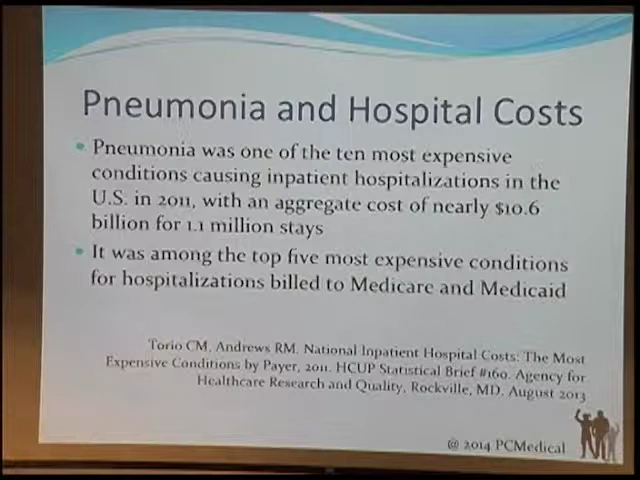 Pneumonia and Hospital Costs
• Pneumonia was one of the ten most expensive
conditions causing inpatient hospitalizations in the
U.S. in 2011, with an aggregate cost of nearly $10.6
billion for 1.1 million stays
• It was among the top five most expensive conditions
for hospitalizations billed to Medicare and Medicaid
Torio CM, Andrews RM. National Inpatient Hospital Costs: The Most
Expensive Conditions by Payer, 2011. HCUP Statistical Brief #160. Agency for
Healthcare Research and Quality, Rockville, MD. August 2013
@ 2014 PCMedical